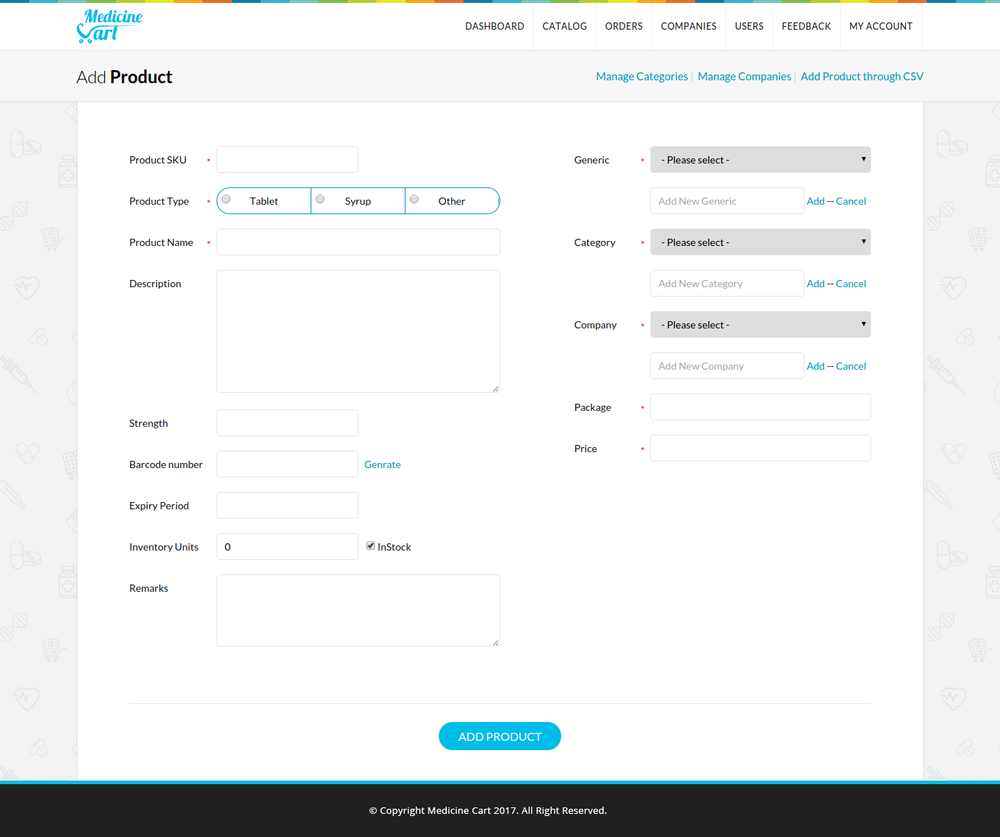 Medicine
Cart
DASHBOARD CATALOG ORDERS COMPANIES USERS FEEDBACK MY ACCOUNT
Add Product
Manage Categories | Manage Companies | Add Product through CSV
Product SKU *
Product Type * Tablet Syrup Other
Product Name *
Description
Strength
Barcode number Genrate
Expiry Period
Inventory Units 0 InStock
Remarks
Generic * - Please select -
Add New Generic Add -- Cancel
Category * - Please select -
Add New Category Add -- Cancel
Company * - Please select -
Add New Company Add -- Cancel
Package *
Price *
ADD PRODUCT
© Copyright Medicine Cart 2017. All Right Reserved.